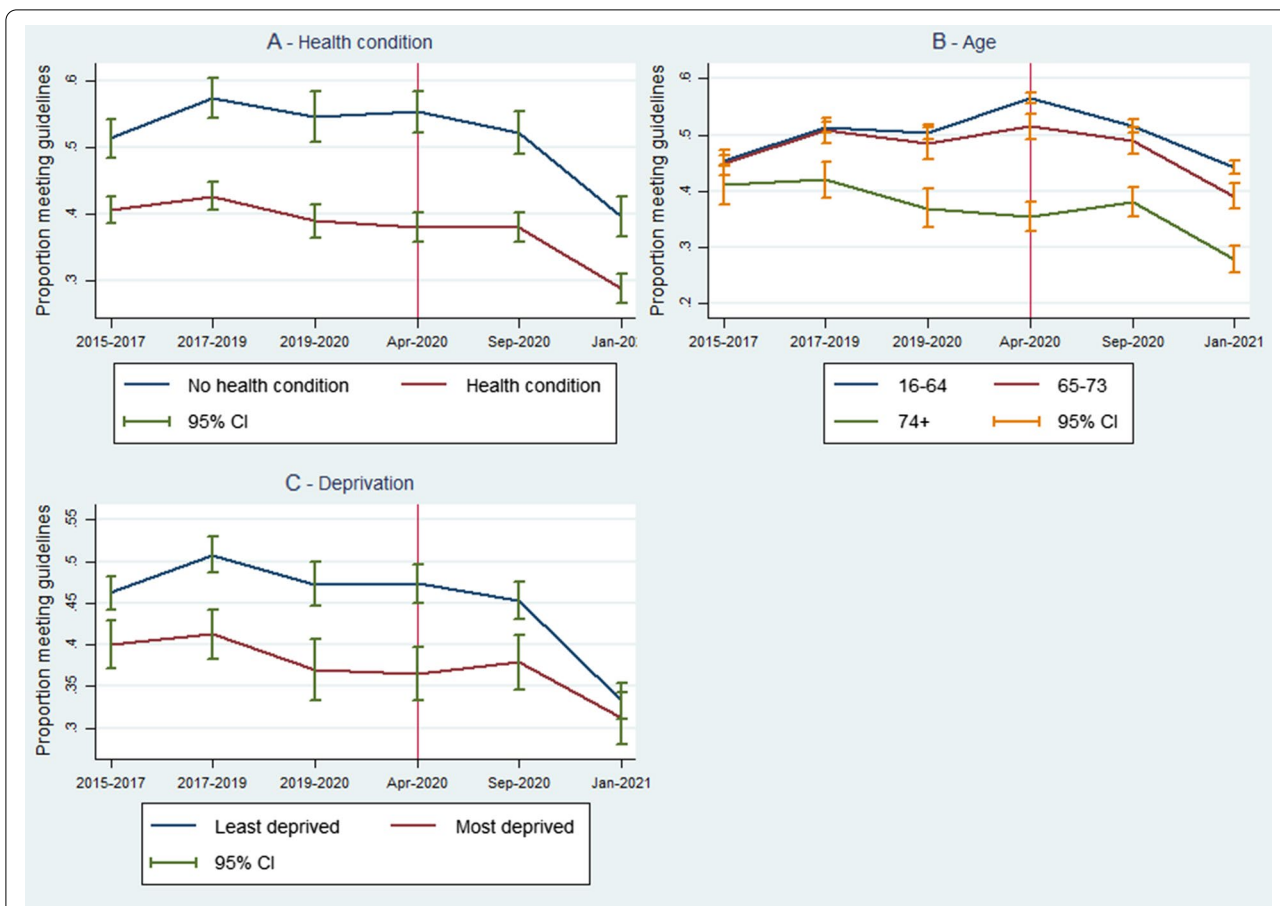 A - Health condition
Proportion meeting guidelines
.6
.5
.4
.3
2015-2017 2017-2019 2019-2020 Apr-2020 Sep-2020 Jan-202
No health condition Health condition
95% CI
B - Age
Proportion meeting guidelines
.6
.5
.4
.3
.2
2015-2017 2017-2019 2019-2020 Apr-2020 Sep-2020 Jan-2021
16-64 65-73
74+ 95% CI
C - Deprivation
Proportion meeting guidelines
.55
.5
.45
.4
.35
.3
2015-2017 2017-2019 2019-2020 Apr-2020 Sep-2020 Jan-2021
Least deprived Most deprived
95% CI